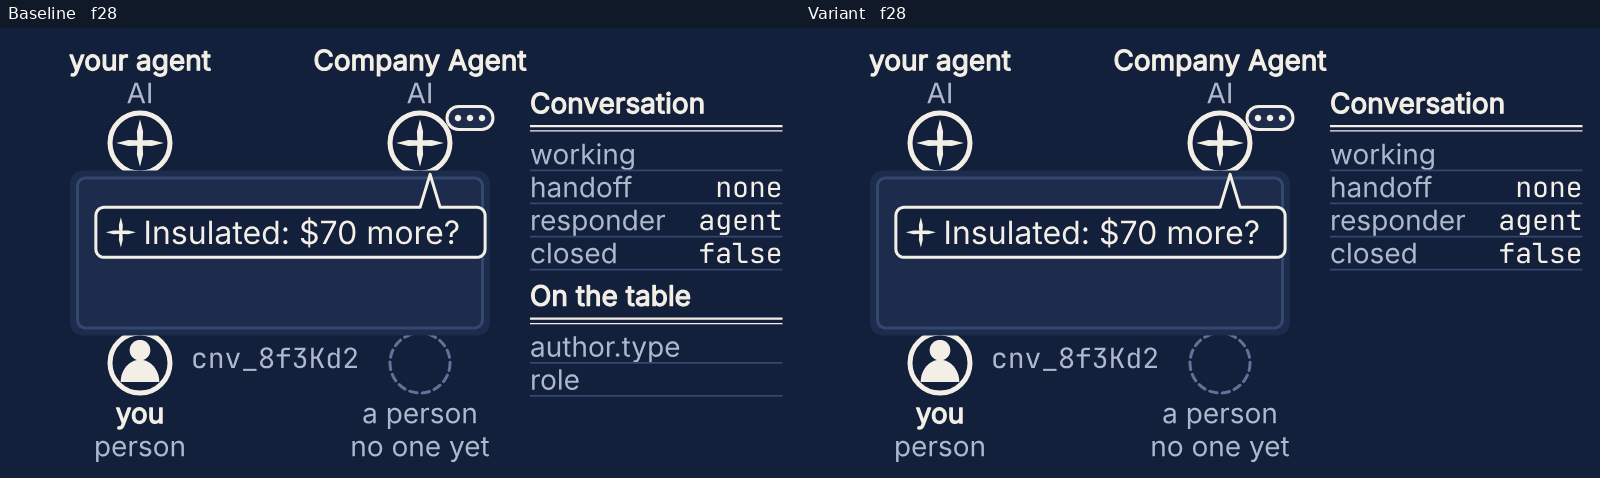 Baseline f28
your agent
AI
Company Agent
AI
Insulated: $70 more?
cnv_8f3Kd2
you
person
a person
no one yet
Conversation
working
handoff none
responder agent
closed false
On the table
author.type
role
Variant f28
your agent
AI
Company Agent
AI
Insulated: $70 more?
cnv_8f3Kd2
you
person
a person
no one yet
Conversation
working
handoff none
responder agent
closed false